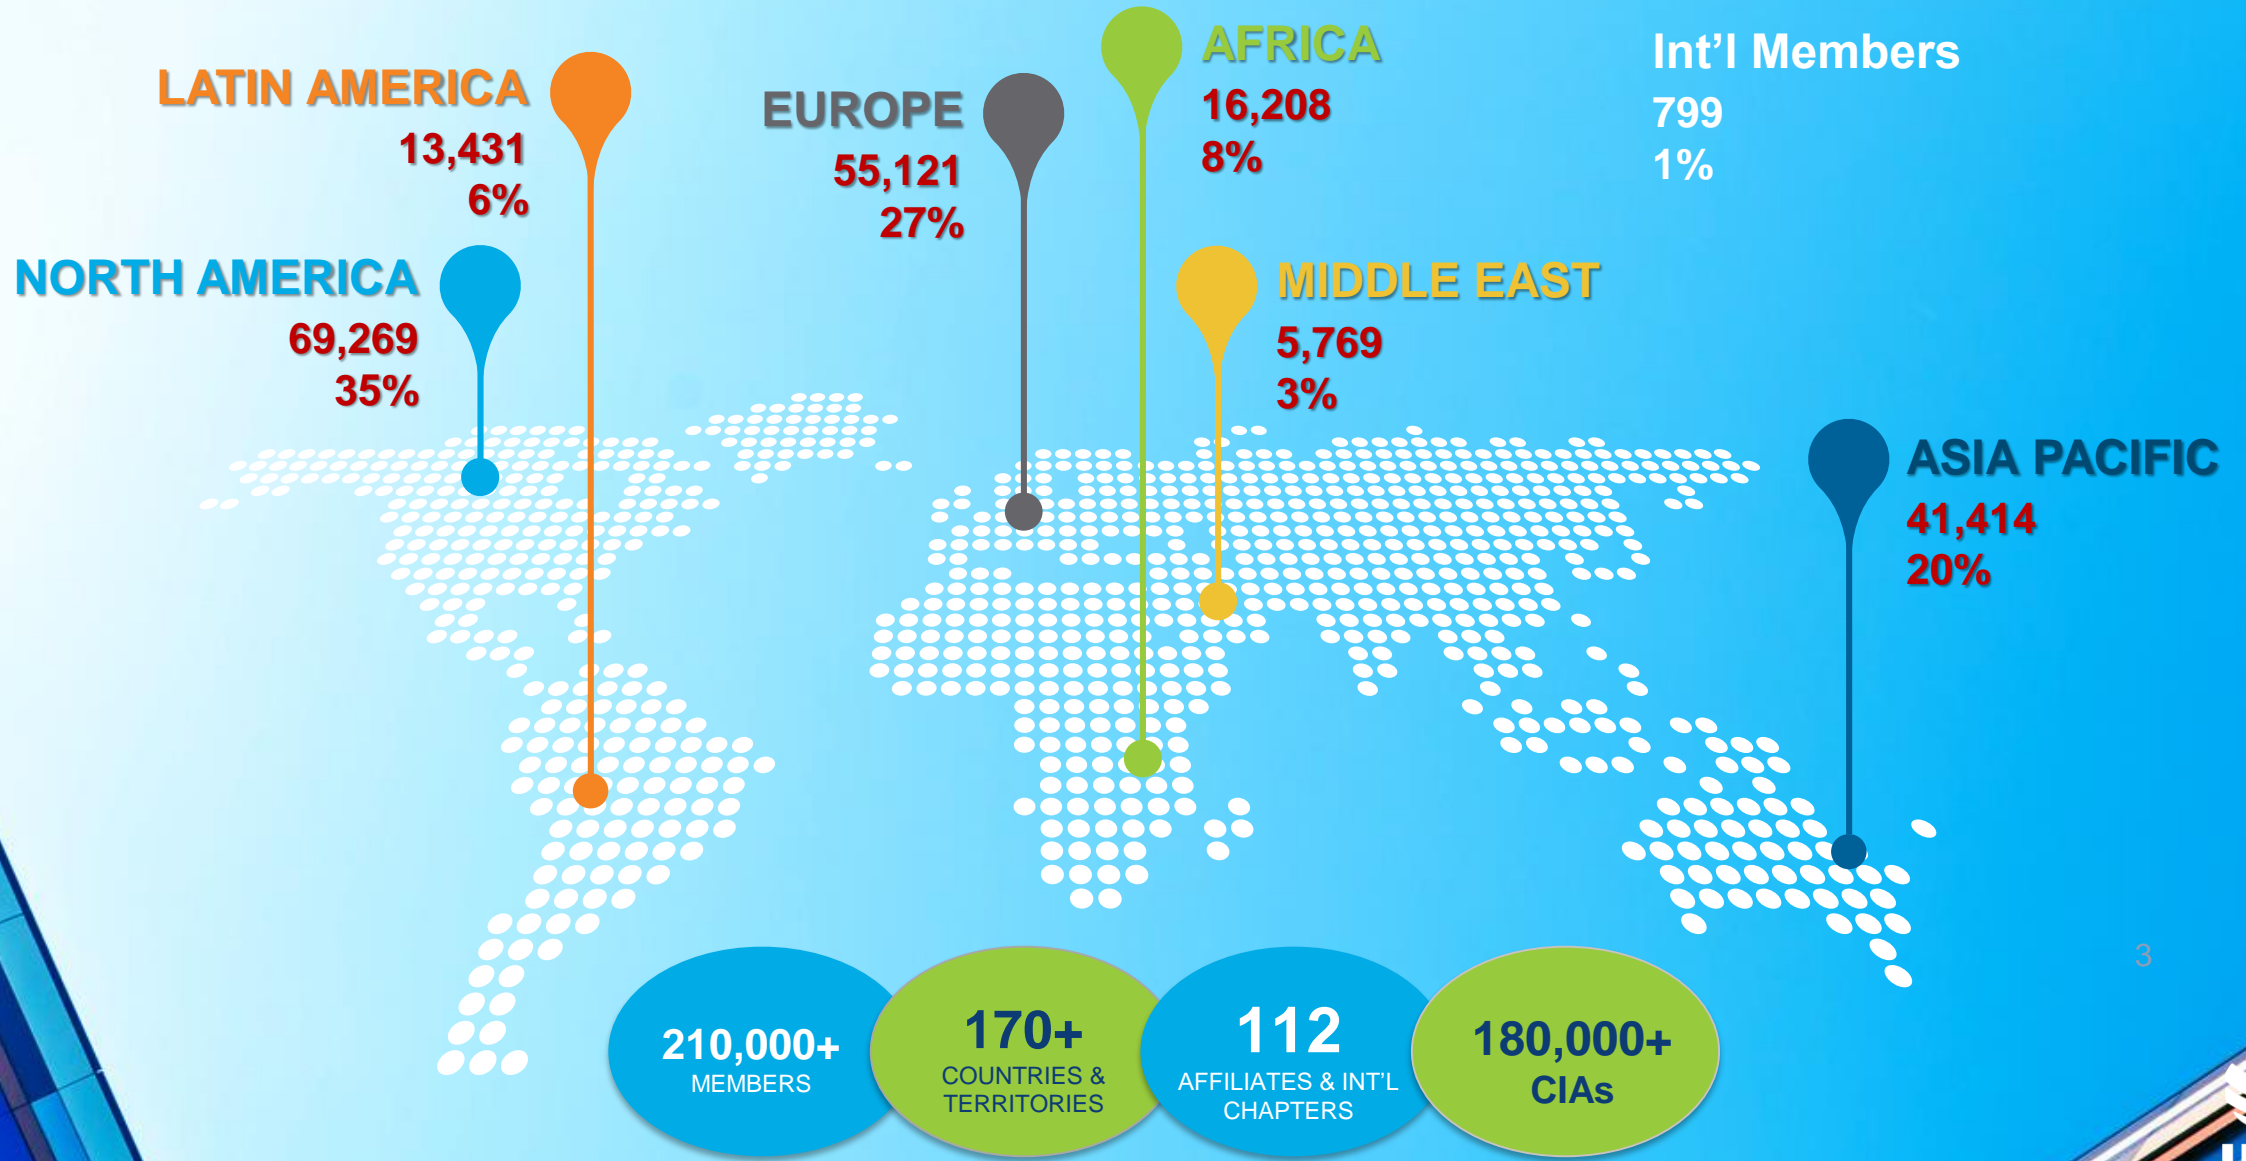 LATIN AMERICA
13,431
6%
EUROPE
55,121
27%
AFRICA
16,208
8%
Int'l Members
799
1%
NORTH AMERICA
69,269
35%
MIDDLE EAST
5,769
3%
ASIA PACIFIC
41,414
20%
3
210,000+
MEMBERS
170+
COUNTRIES &
TERRITORIES
112
AFFILIATES & INT'L
CHAPTERS
180,000+
CIAs